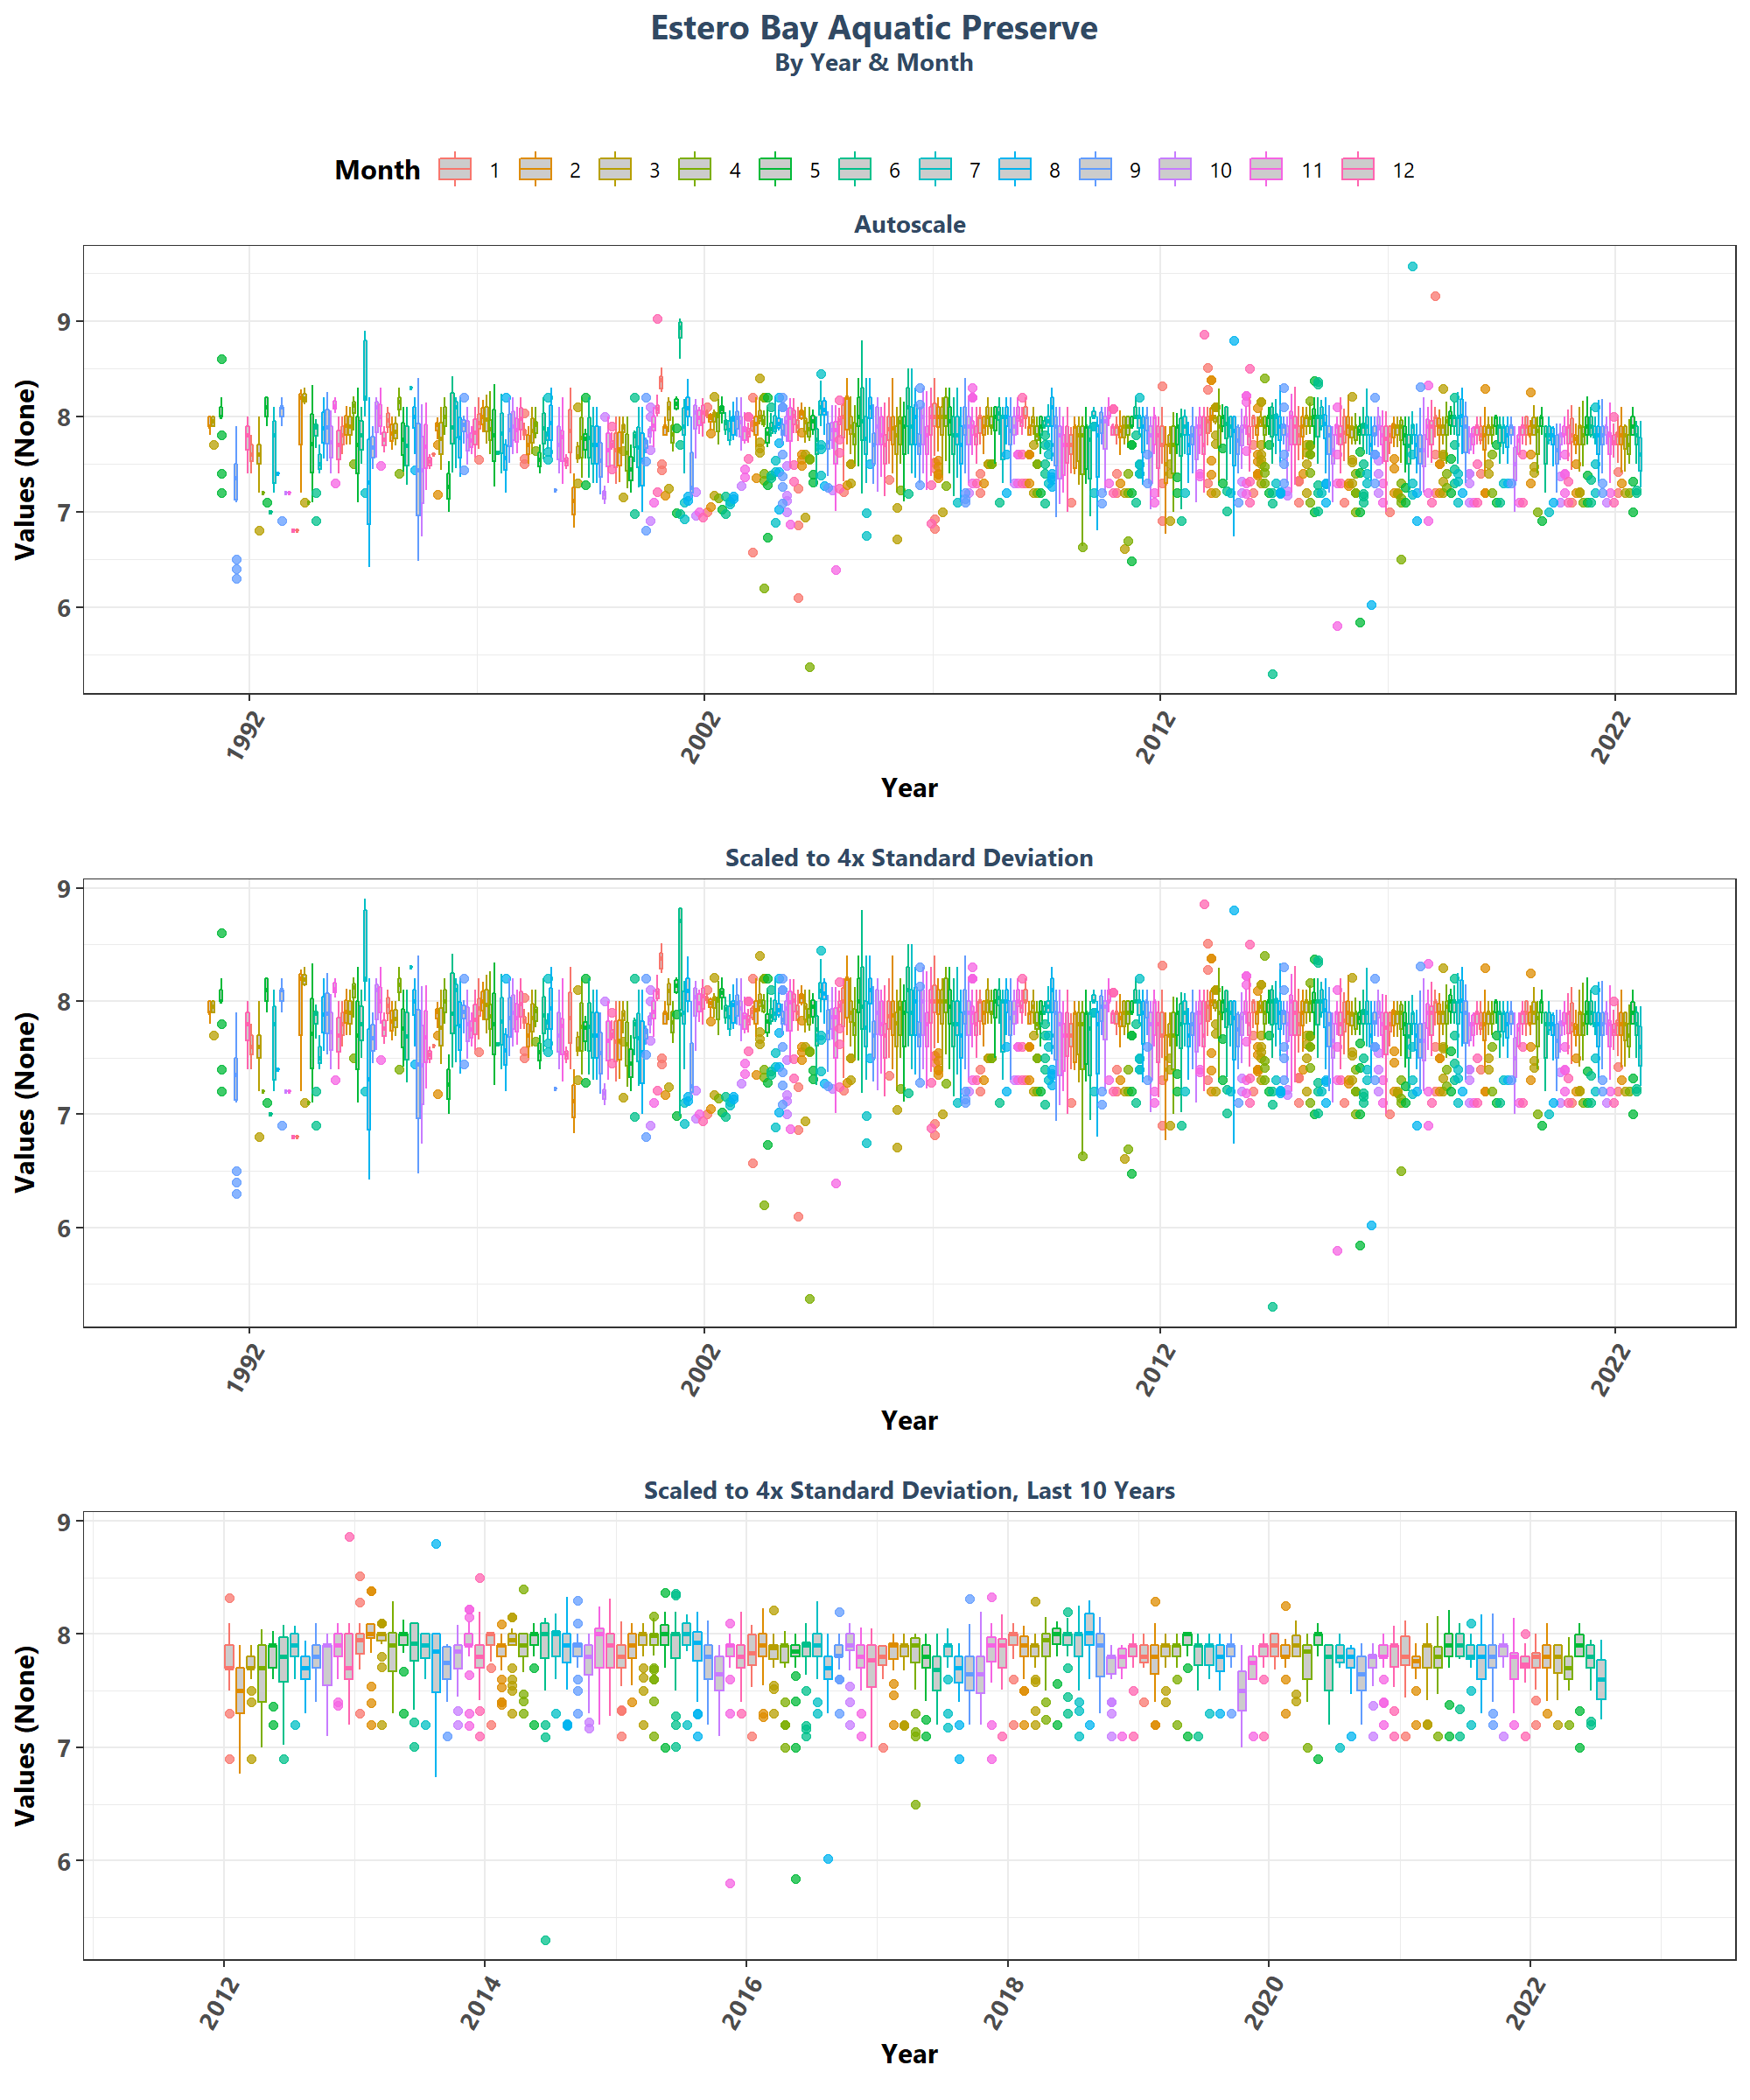 Estero Bay Aquatic Preserve
By Year & Month
Month 1 2 3 4 5 6 7 8 9 10 11 12
Autoscale
Values (None)
9
8
7
6
1992 2002 2012 2022
Year
Scaled to 4x Standard Deviation
Values (None)
9
8
7
6
1992 2002 2012 2022
Year
Scaled to 4x Standard Deviation, Last 10 Years
Values (None)
9
8
7
6
2012 2014 2016 2018 2020 2022
Year